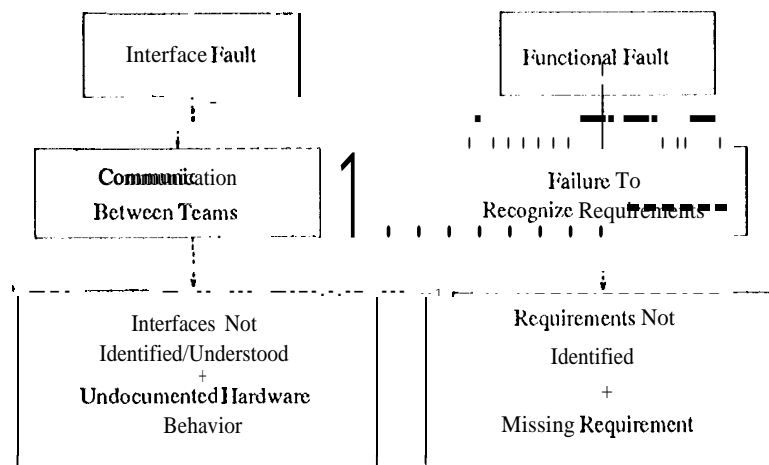 Interface Fault
Communication
Between Teams
Interfaces Not
Identified/Understood
+
Undocumented Hardware
Behavior
Functional Fault
Failure To
Recognize Requirements
Requirements Not
Identified
+
Missing Requirement